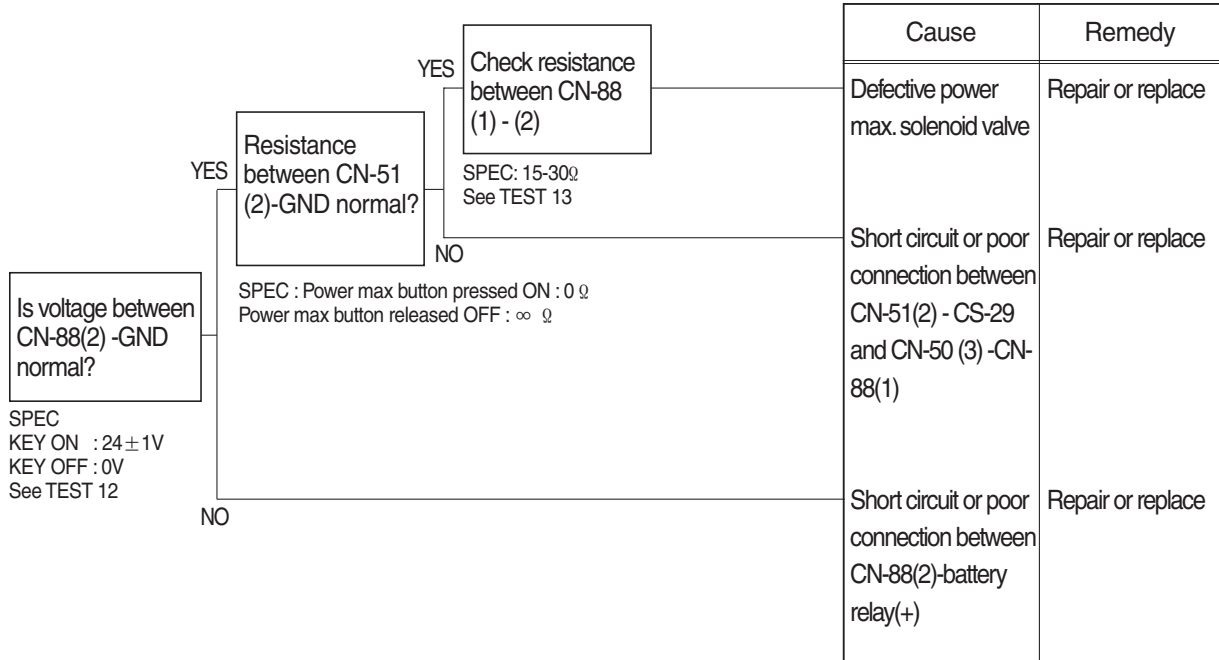 Cause
Remedy
YES
Check resistance
between CN-88
(1) - (2)
Defective power
max. solenoid valve
Repair or replace
SPEC: 15-30Ω
See TEST 13
YES
Resistance
between CN-51
(2)-GND normal?
NO
Short circuit or poor
connection between
CN-51(2) - CS-29
and CN-50 (3) -CN-
88(1)
Repair or replace
SPEC : Power max button pressed ON : 0 Ω
Power max button released OFF : ∞ Ω
Is voltage between
CN-88(2) -GND
normal?
SPEC
KEY ON : 24±1V
KEY OFF : 0V
See TEST 12
NO
Short circuit or poor
connection between
CN-88(2)-battery
relay(+)
Repair or replace